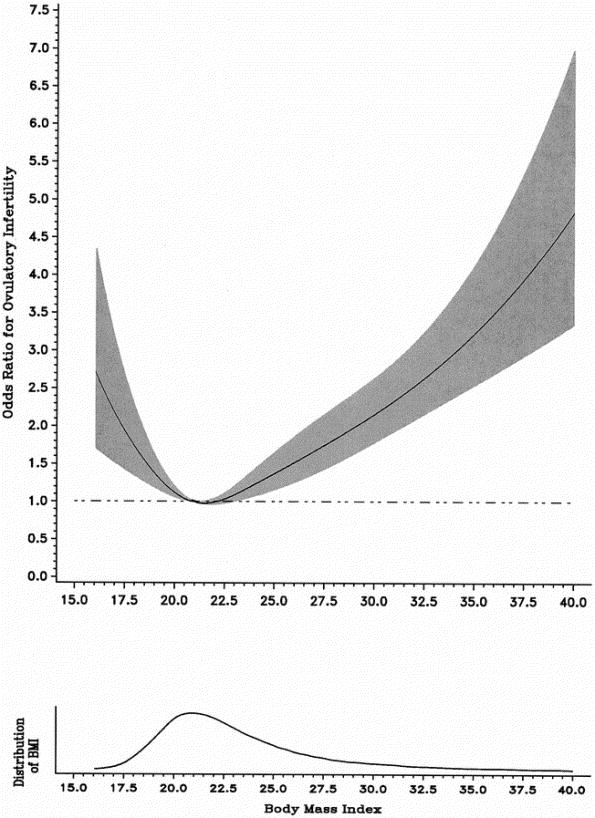 7.5
7.0
6.5
6.0
5.5
5.0
4.5
4.0
3.5
3.0
2.5
2.0
1.5
1.0
0.5
0.0
Odds Ratio for Ovulatory Infertility
15.0 17.5 20.0 22.5 25.0 27.5 30.0 32.5 35.0 37.5 40.0
Distribution
of BMI
15.0 17.5 20.0 22.5 25.0 27.5 30.0 32.5 35.0 37.5 40.0
Body Mass Index